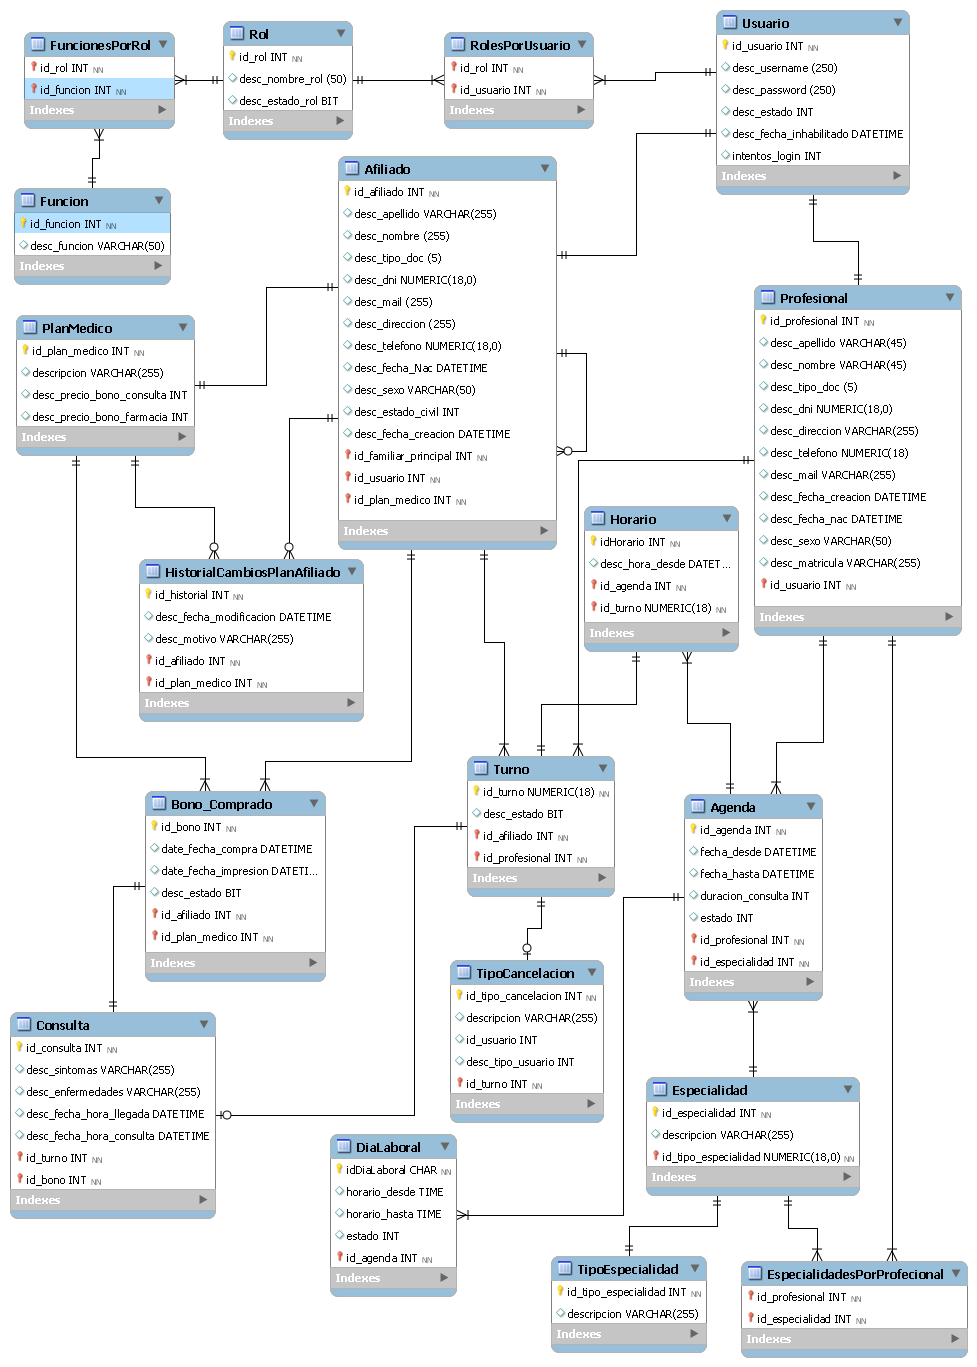 FuncionesPorRol
id_rol INT NN
id_funcion INT NN
Indexes
Rol
id_rol INT NN
desc_nombre_rol (50)
desc_estado_rol BIT
Indexes
RolesPorUsuario
id_rol INT NN
id_usuario INT NN
Indexes
Usuario
id_usuario INT NN
desc_username (250)
desc_password (250)
desc_estado INT
desc_fecha_inhabilitado DATETIME
intentos_login INT
Indexes
Funcion
id_funcion INT NN
desc_funcion VARCHAR(50)
Indexes
Afiliado
id_afiliado INT NN
desc_apellido VARCHAR(255)
desc_nombre (255)
desc_tipo_doc (5)
desc_dni NUMERIC(18,0)
desc_mail (255)
desc_direccion (255)
desc_telefono NUMERIC(18,0)
desc_fecha_Nac DATETIME
desc_sexo VARCHAR(50)
desc_estado_civil INT
desc_fecha_creacion DATETIME
id_familiar_principal INT NN
id_usuario INT NN
id_plan_medico INT NN
Indexes
PlanMedico
id_plan_medico INT NN
descripcion VARCHAR(255)
desc_precio_bono_consulta INT
desc_precio_bono_farmacia INT
Indexes
Profesional
id_profesional INT NN
desc_apellido VARCHAR(45)
desc_nombre VARCHAR(45)
desc_tipo_doc (5)
desc_dni NUMERIC(18,0)
desc_direccion VARCHAR(255)
desc_telefono NUMERIC(18)
desc_mail VARCHAR(255)
desc_fecha_creacion DATETIME
desc_fecha_nac DATETIME
desc_sexo VARCHAR(50)
desc_matricula VARCHAR(255)
id_usuario INT NN
Indexes
Horario
idHorario INT NN
desc_hora_desde DATET...
id_agenda INT NN
id_turno NUMERIC(18) NN
Indexes
HistorialCambiosPlanAfiliado
id_historial INT NN
desc_fecha_modificacion DATETIME
desc_motivo VARCHAR(255)
id_afiliado INT NN
id_plan_medico INT NN
Indexes
Turno
id_turno NUMERIC(18) NN
desc_estado BIT
id_afiliado INT NN
id_profesional INT NN
Indexes
Bono_Comprado
id_bono INT NN
date_fecha_compra DATETIME
date_fecha_impresion DATETI...
desc_estado BIT
id_afiliado INT NN
id_plan_medico INT NN
Indexes
Agenda
id_agenda INT NN
fecha_desde DATETIME
fecha_hasta DATETIME
duracion_consulta INT
estado INT
id_profesional INT NN
id_especialidad INT NN
Indexes
TipoCancelacion
id_tipo_cancelacion INT NN
descripcion VARCHAR(255)
id_usuario INT
desc_tipo_usuario INT
id_turno INT NN
Indexes
Consulta
id_consulta INT NN
desc_sintomas VARCHAR(255)
desc_enfermedades VARCHAR(255)
desc_fecha_hora_llegada DATETIME
desc_fecha_hora_consulta DATETIME
id_turno INT NN
id_bono INT NN
Indexes
Especialidad
id_especialidad INT NN
descripcion VARCHAR(255)
id_tipo_especialidad NUMERIC(18,0) NN
Indexes
DiaLaboral
idDiaLaboral CHAR NN
horario_desde TIME
horario_hasta TIME
estado INT
id_agenda INT NN
Indexes
TipoEspecialidad
id_tipo_especialidad INT NN
descripcion VARCHAR(255)
Indexes
EspecialidadesPorProfecional
id_profesional INT NN
id_especialidad INT NN
Indexes